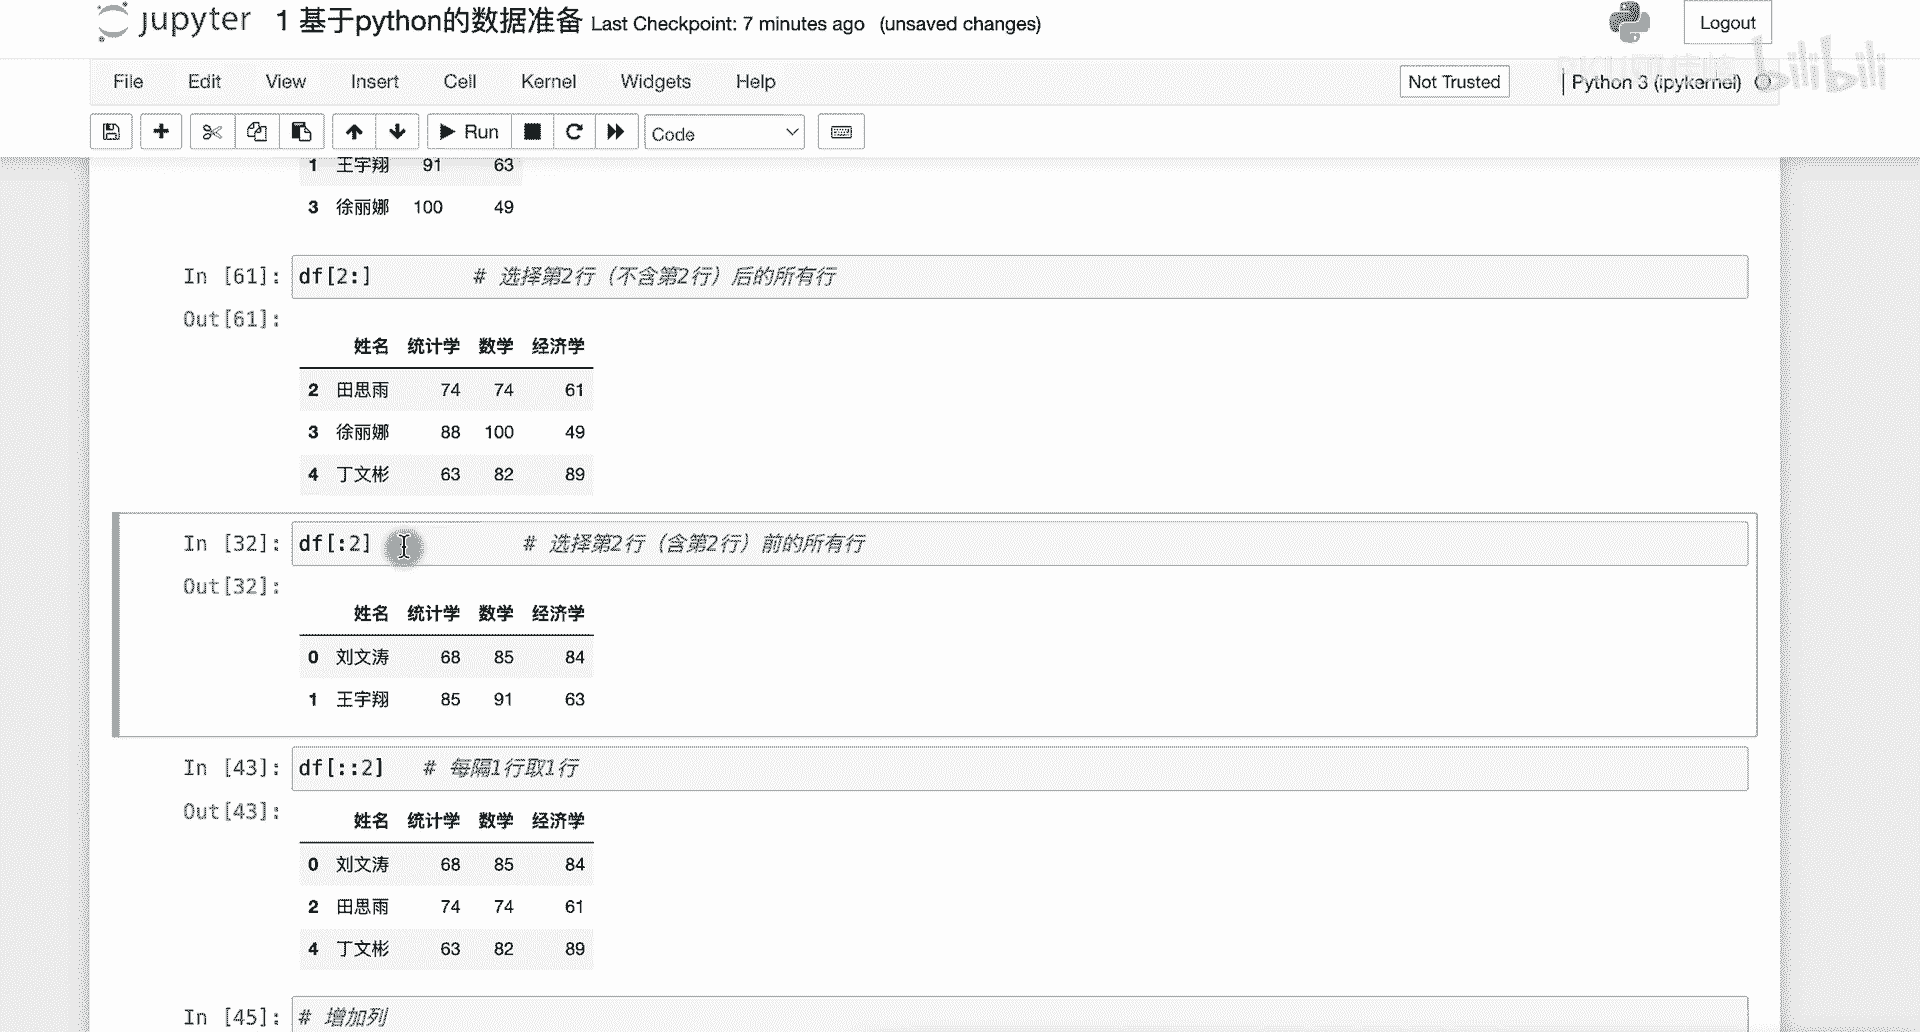 jupyter 1 基于python的数据准备 Last Checkpoint: 7 minutes ago (unsaved changes)
Logout
File Edit View Insert Cell Kernel Widgets Help
Not Trusted
Python 3 (ipykernel)
bilibili
Run
Code
1 王宇翔 91 63
3 徐丽娜 100 49
In [61]: df[2:] # 选择第2行（不含第2行）后的所有行
Out[61]:
姓名 统计学 数学 经济学
2 田思雨 74 74 61
3 徐丽娜 88 100 49
4 丁文彬 63 82 89
In [32]: df[:2] # 选择第2行（含第2行）前的所有行
Out[32]:
姓名 统计学 数学 经济学
0 刘文涛 68 85 84
1 王宇翔 85 91 63
In [43]: df[::2] # 每隔1行取1行
Out[43]:
姓名 统计学 数学 经济学
0 刘文涛 68 85 84
2 田思雨 74 74 61
4 丁文彬 63 82 89
In [45]: # 增加列